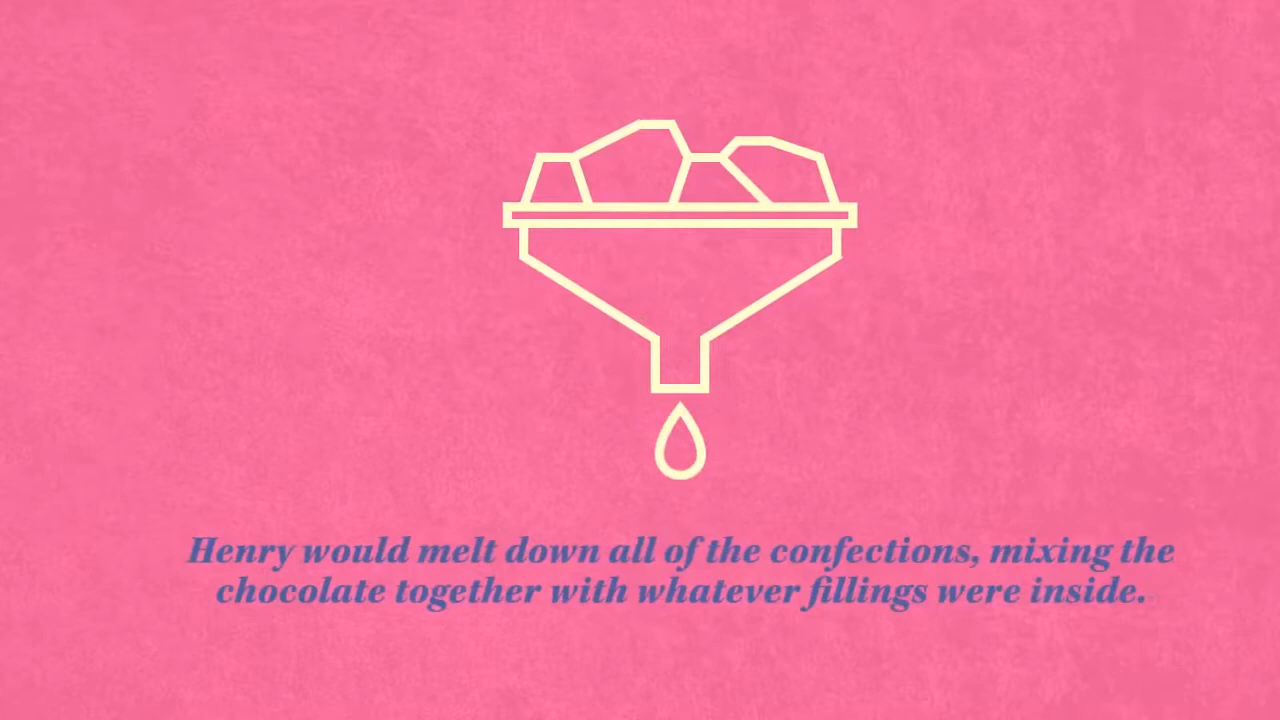 Henry would melt down all of the confections, mixing the
chocolate together with whatever fillings were inside.